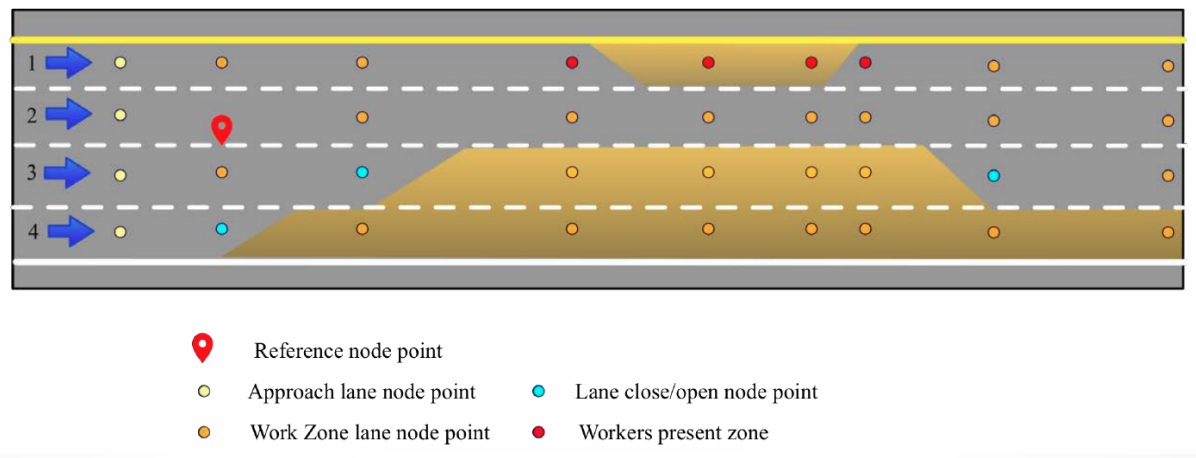 1
2
3
4
Reference node point
Approach lane node point
Lane close/open node point
Work Zone lane node point
Workers present zone